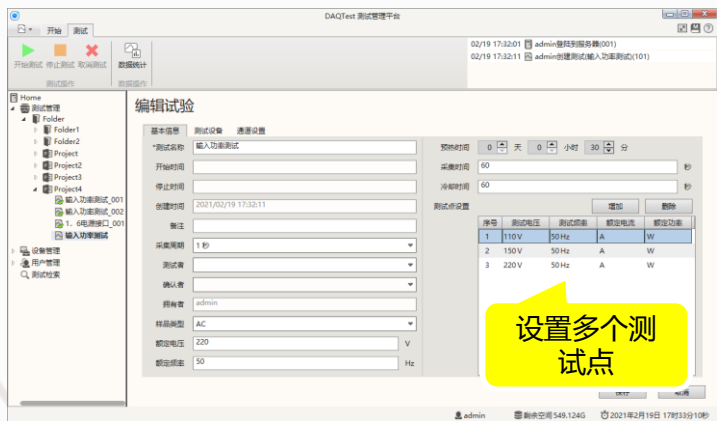 DAQTest 测试管理平台
开始 测试
开始测试 停止测试 取消测试 数据统计
测试操作 数据操作
02/19 17:32:01 admin登陆到服务器(001)
02/19 17:32:11 admin创建测试(输入功率测试)(101)
Home
测试管理
Folder
Folder1
Folder2
Project
Project2
Project3
Project4
输入功率测试_001
输入功率测试_002
1. 6电源接口_001
输入功率测试
设备管理
用户管理
测试检索
编辑试验
基本信息 测试设备 通道设置
*测试名称 输入功率测试
开始时间
停止时间
创建时间 2021/02/19 17:32:11
备注
采集周期 1 秒
测试者
确认者
拥有者 admin
样品类型 AC
额定电压 220 V
额定频率 50 Hz
预热时间 0 天 0 小时 30 分
采集时间 60 秒
冷却时间 60 秒
测试点设置 增加 删除
序号 测试电压 测试频率 额定电流 额定功率
1 110 V 50 Hz A W
2 150 V 50 Hz A W
3 220 V 50 Hz A W
设置多个测
试点
保存 取消
admin 剩余空间 549.124G 2021年2月19日 17时33分10秒